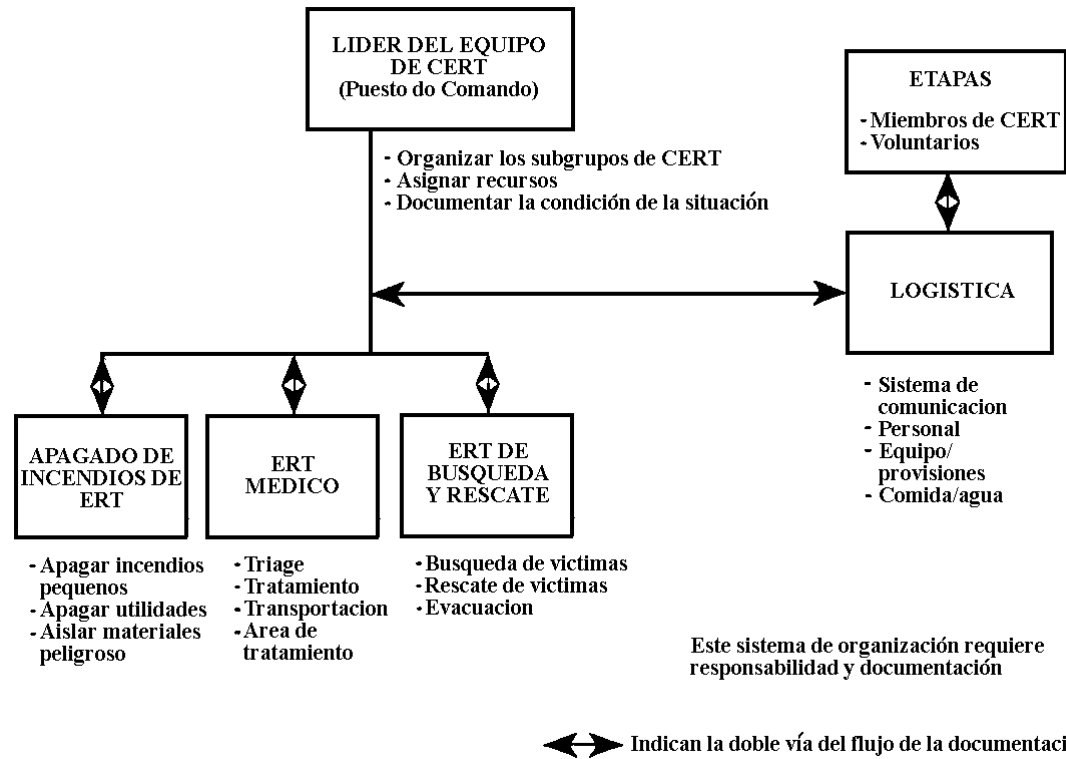 LIDER DEL EQUIPO
DE CERT
(Puesto do Comando)
- Organizar los subgrupos de CERT
- Asignar recursos
- Documentar la condición de la situación
ETAPAS
- Miembros de CERT
- Voluntarios
LOGISTICA
- Sistema de
comunicacion
- Personal
- Equipo/
provisiones
- Comida/agua
APAGADO DE
INCENDIOS DE
ERT
- Apagar incendios
pequenos
- Apagar utilidades
- Aislar materiales
peligroso
ERT
MEDICO
- Triage
- Tratamiento
- Transportacion
- Area de
tratamiento
ERT DE
BUSQUEDA
Y RESCATE
- Busqueda de victimas
- Rescate de victimas
- Evacuacion
Este sistema de organización requiere
responsabilidad y documentación
Indican la doble vía del flujo de la documentaci